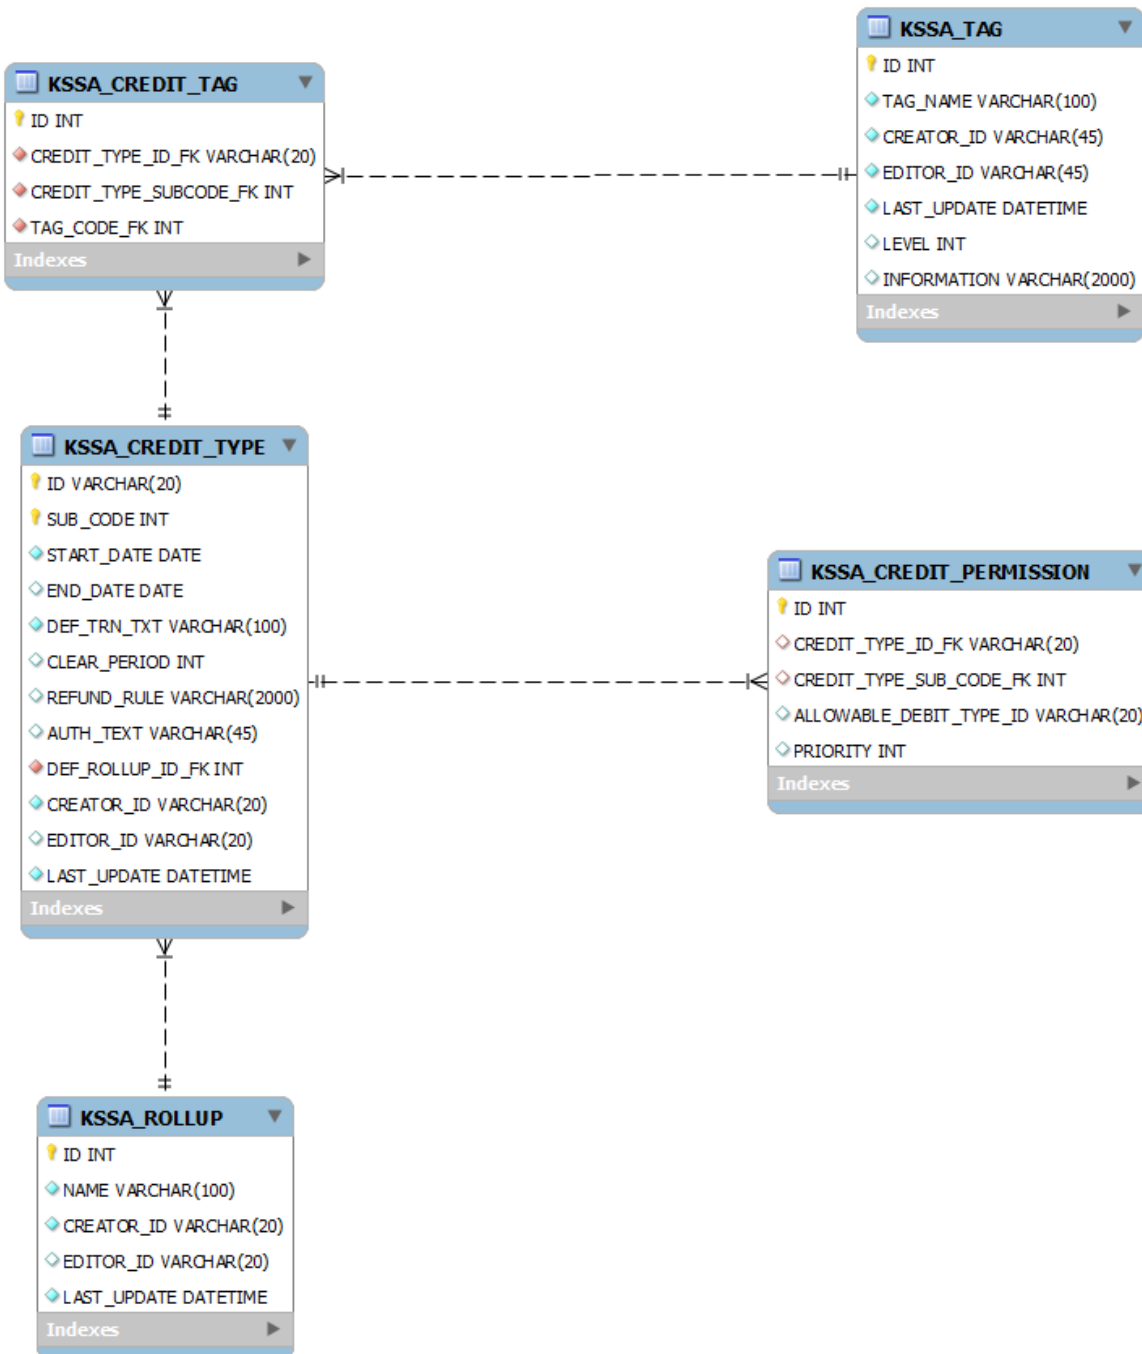 KSSA_CREDIT_TAG
ID INT
CREDIT_TYPE_ID_FK VARCHAR(20)
CREDIT_TYPE_SUBCODE_FK INT
TAG_CODE_FK INT
Indexes
KSSA_TAG
ID INT
TAG_NAME VARCHAR(100)
CREATOR_ID VARCHAR(45)
EDITOR_ID VARCHAR(45)
LAST_UPDATE DATETIME
LEVEL INT
INFORMATION VARCHAR(2000)
Indexes
KSSA_CREDIT_TYPE
ID VARCHAR(20)
SUB_CODE INT
START_DATE DATE
END_DATE DATE
DEF_TRN_TXT VARCHAR(100)
CLEAR_PERIOD INT
REFUND_RULE VARCHAR(2000)
AUTH_TEXT VARCHAR(45)
DEF_ROLLUP_ID_FK INT
CREATOR_ID VARCHAR(20)
EDITOR_ID VARCHAR(20)
LAST_UPDATE DATETIME
Indexes
KSSA_CREDIT_PERMISSION
ID INT
CREDIT_TYPE_ID_FK VARCHAR(20)
CREDIT_TYPE_SUB_CODE_FK INT
ALLOWABLE_DEBIT_TYPE_ID VARCHAR(20)
PRIORITY INT
Indexes
KSSA_ROLLUP
ID INT
NAME VARCHAR(100)
CREATOR_ID VARCHAR(20)
EDITOR_ID VARCHAR(20)
LAST_UPDATE DATETIME
Indexes